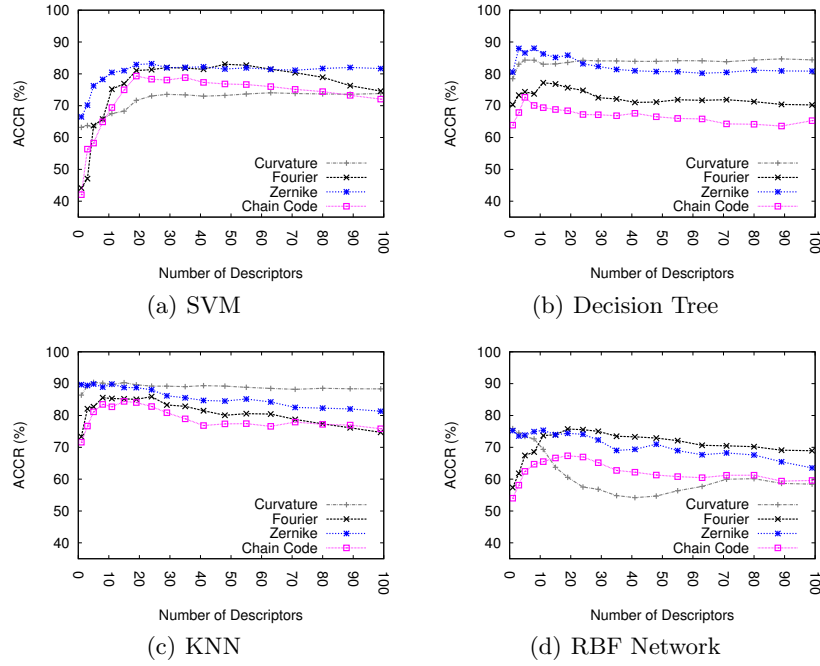 100
90
80
70
60
50
40
ACCR (%)
Curvature
Fourier
Zernike
Chain Code
0
10
20
30
40
50
60
70
80
90
100
Number of Descriptors
(a) SVM
100
90
80
70
60
50
40
ACCR (%)
Curvature
Fourier
Zernike
Chain Code
0
10
20
30
40
50
60
70
80
90
100
Number of Descriptors
(b) Decision Tree
100
90
80
70
60
50
40
ACCR (%)
Curvature
Fourier
Zernike
Chain Code
0
10
20
30
40
50
60
70
80
90
100
Number of Descriptors
(c) KNN
100
90
80
70
60
50
40
ACCR (%)
Curvature
Fourier
Zernike
Chain Code
0
10
20
30
40
50
60
70
80
90
100
Number of Descriptors
(d) RBF Network